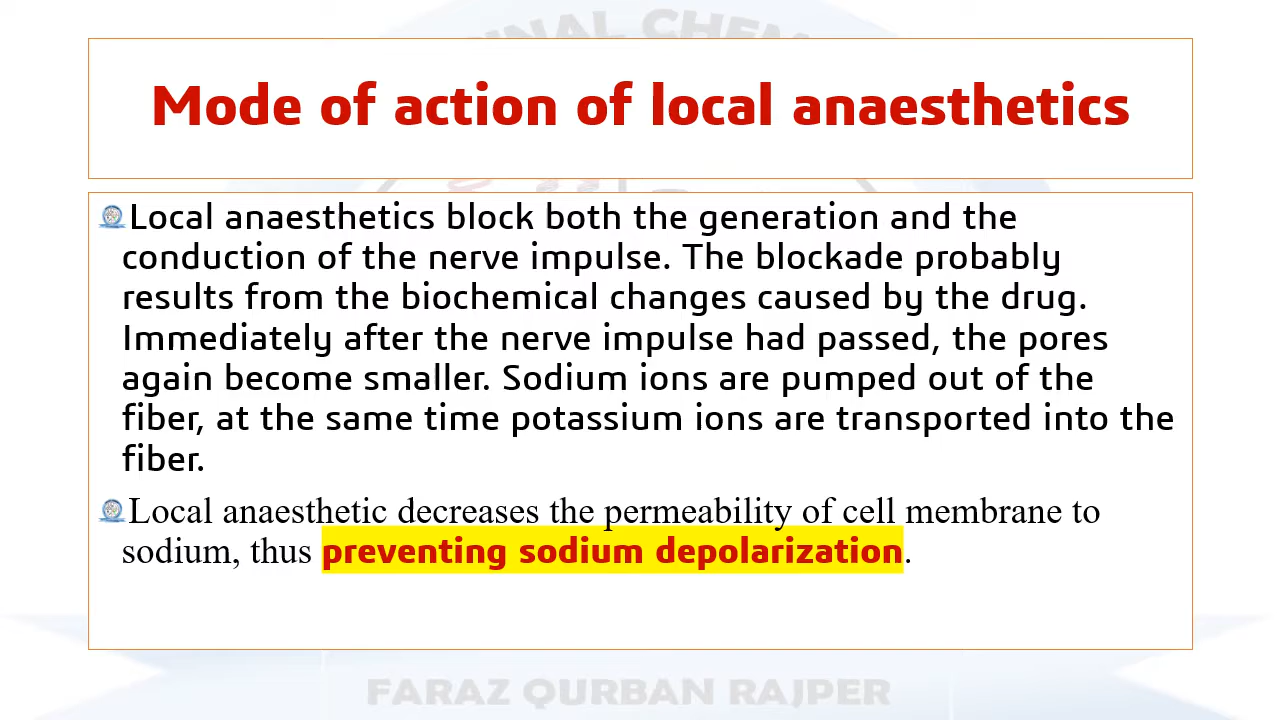 Mode of action of local anaesthetics
Local anaesthetics block both the generation and the
conduction of the nerve impulse. The blockade probably
results from the biochemical changes caused by the drug.
Immediately after the nerve impulse had passed, the pores
again become smaller. Sodium ions are pumped out of the
fiber, at the same time potassium ions are transported into the
fiber.
Local anaesthetic decreases the permeability of cell membrane to
sodium, thus preventing sodium depolarization.
FARAZ QURBAN RAJPER